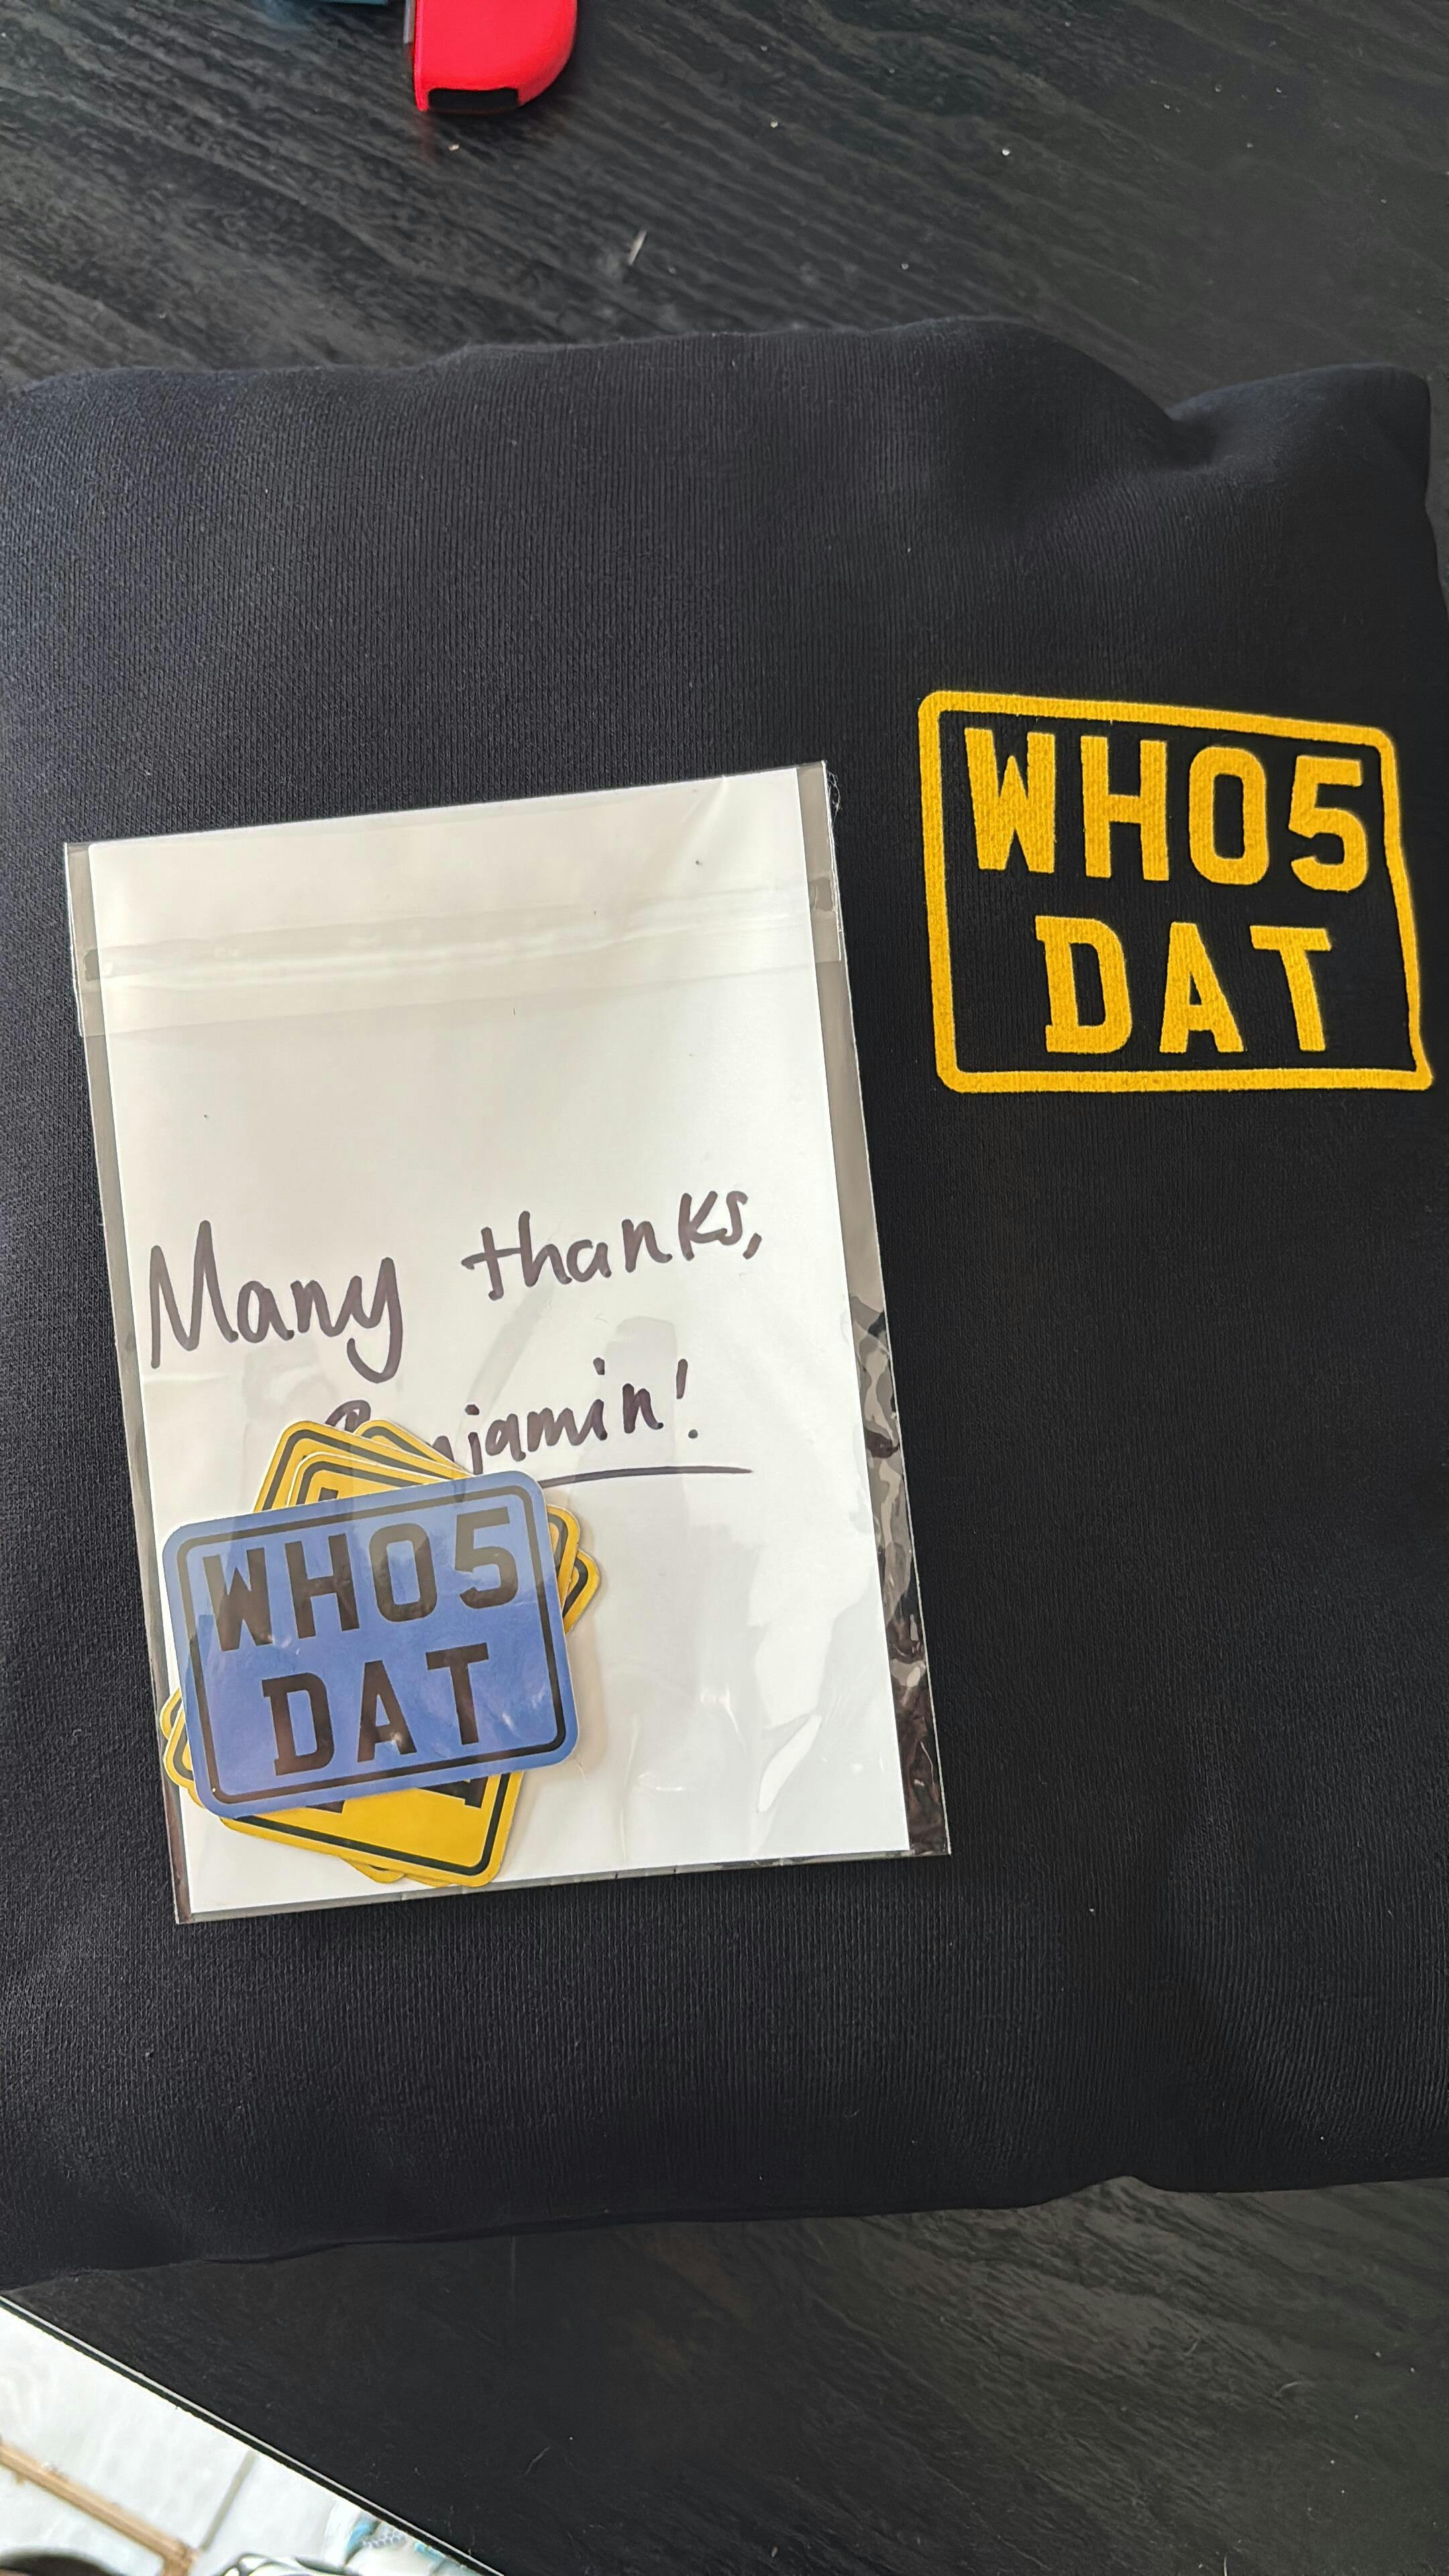 WHO5
DAT
Many thanks,
Benjamin!
WHO5
DAT